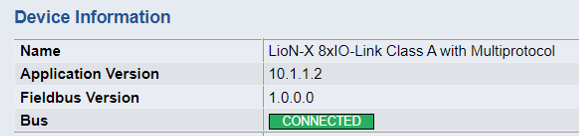 Device Information
Name LioN-X 8xIO-Link Class A with Multiprotocol
Application Version 10.1.1.2
Fieldbus Version 1.0.0.0
Bus CONNECTED